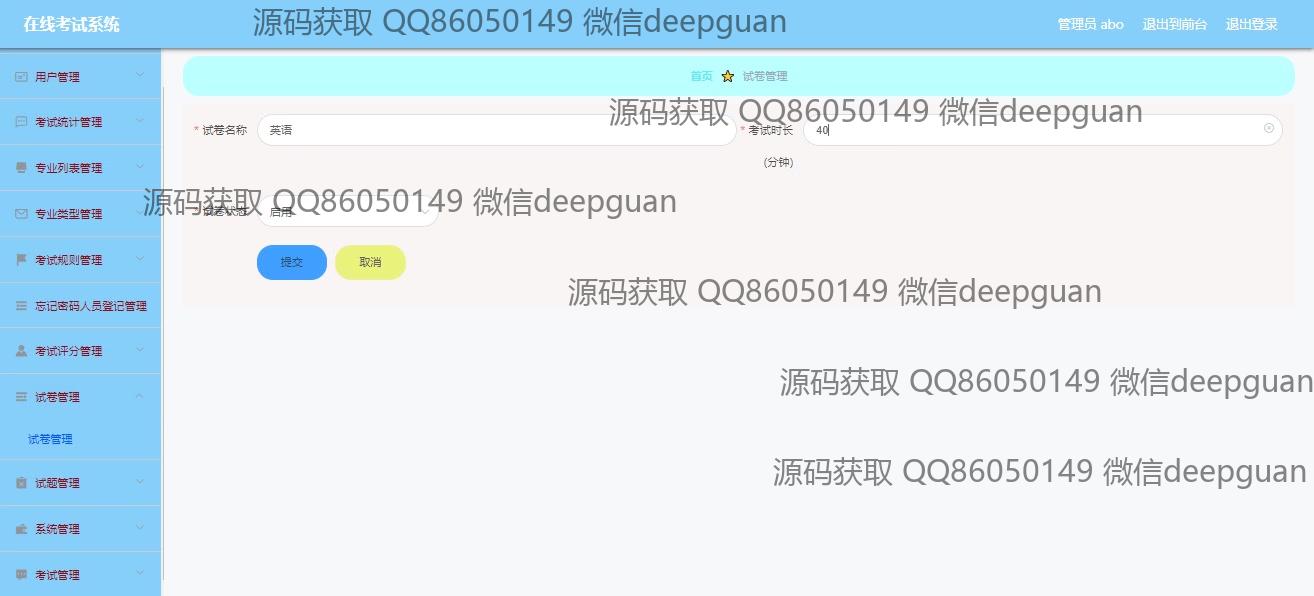 在线考试系统
源码获取 QQ86050149 微信deepguan
管理员 abo 退出到前台 退出登录
用户管理
首页 试卷管理
源码获取 QQ86050149 微信deepguan
考试统计管理
* 试卷名称 英语
* 考试时长 40
(分钟)
专业列表管理
源码获取 QQ86050149 微信deepguan
专业类型管理
* 试卷状态 启用
考试规则管理
提交 取消
源码获取 QQ86050149 微信deepguan
忘记密码人员登记管理
考试评分管理
源码获取 QQ86050149 微信deepguan
试卷管理
试卷管理
源码获取 QQ86050149 微信deepguan
试题管理
系统管理
考试管理